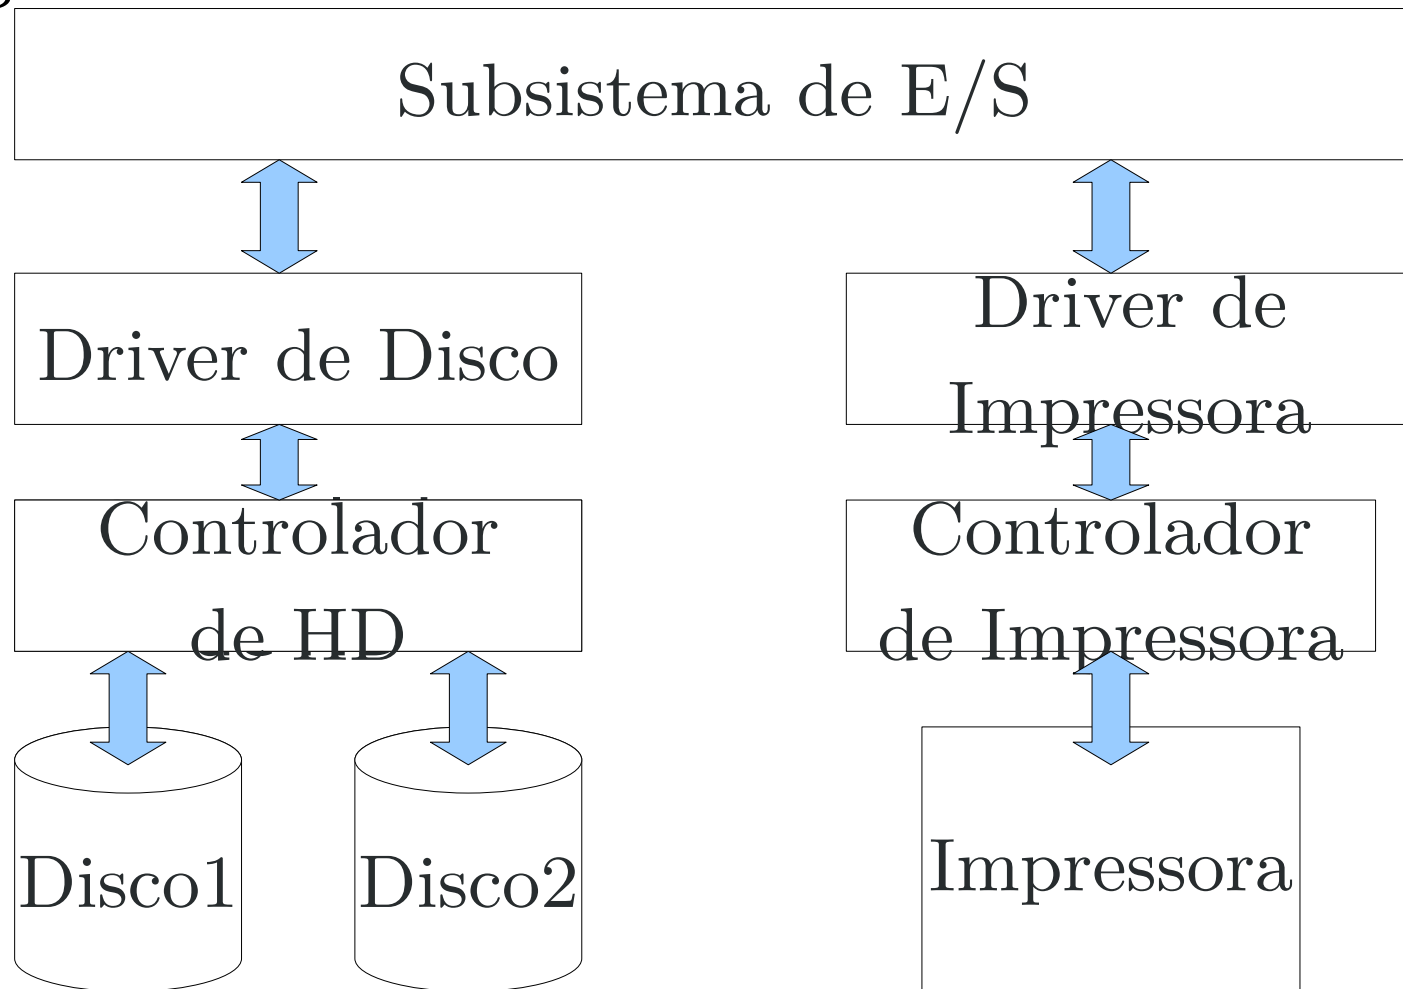 Subsistema de E/S
Driver de Disco
Driver de
Impressora
Controlador
de HD
Controlador
de Impressora
Disco1
Disco2
Impressora